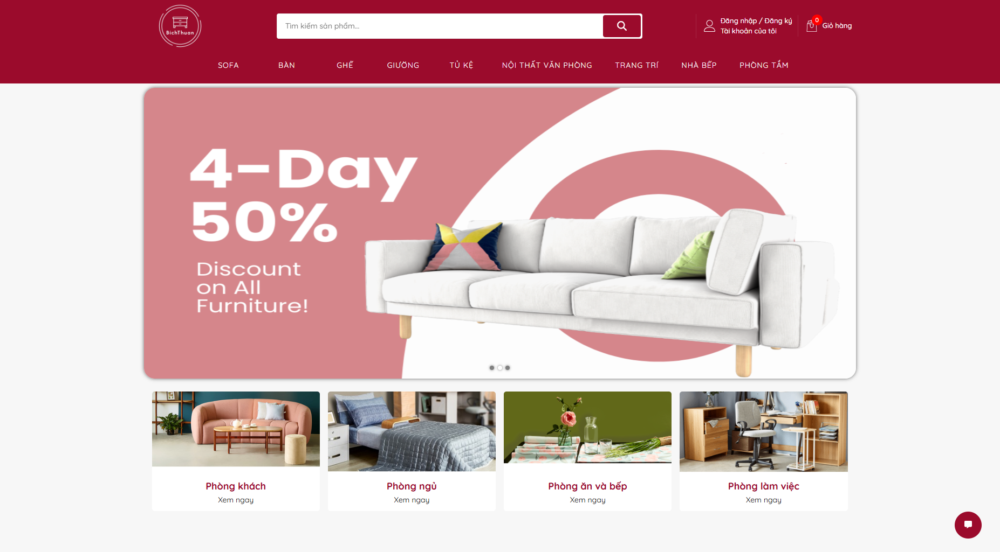 BichThuan
Tìm kiếm sản phẩm...
Đăng nhập / Đăng ký
Tài khoản của tôi
0
Giỏ hàng
SOFA
BÀN
GHẾ
GIƯỜNG
TỦ KỆ
NỘI THẤT VĂN PHÒNG
TRANG TRÍ
NHÀ BẾP
PHÒNG TẮM
4-Day
50%
Discount
on All
Furniture!
Phòng khách
Xem ngay
Phòng ngủ
Xem ngay
Phòng ăn và bếp
Xem ngay
Phòng làm việc
Xem ngay